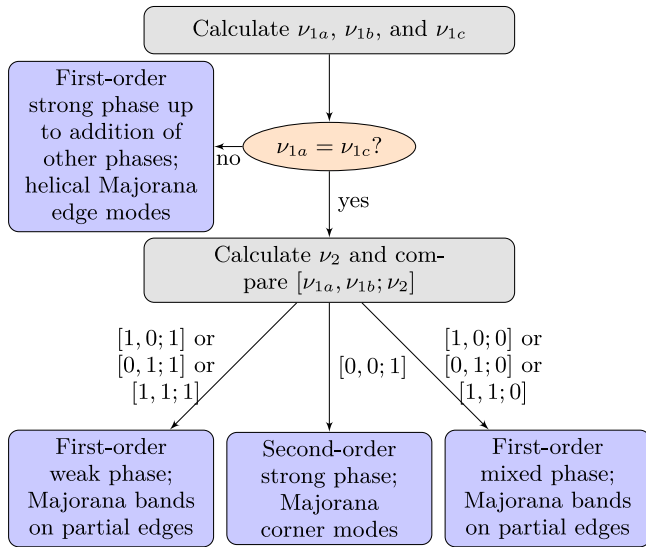 Calculate ν₁ₐ, ν₁b, and ν₁c
First-order
strong phase up
to addition of
other phases;
helical Majorana
edge modes
ν₁ₐ = ν₁c?
no
yes
Calculate ν₂ and com-
pare [ν₁ₐ, ν₁b; ν₂]
[1, 0; 1] or
[0, 1; 1] or
[1, 1; 1]
[0, 0; 1]
[1, 0; 0] or
[0, 1; 0] or
[1, 1; 0]
First-order
weak phase;
Majorana bands
on partial edges
Second-order
strong phase;
Majorana
corner modes
First-order
mixed phase;
Majorana bands
on partial edges